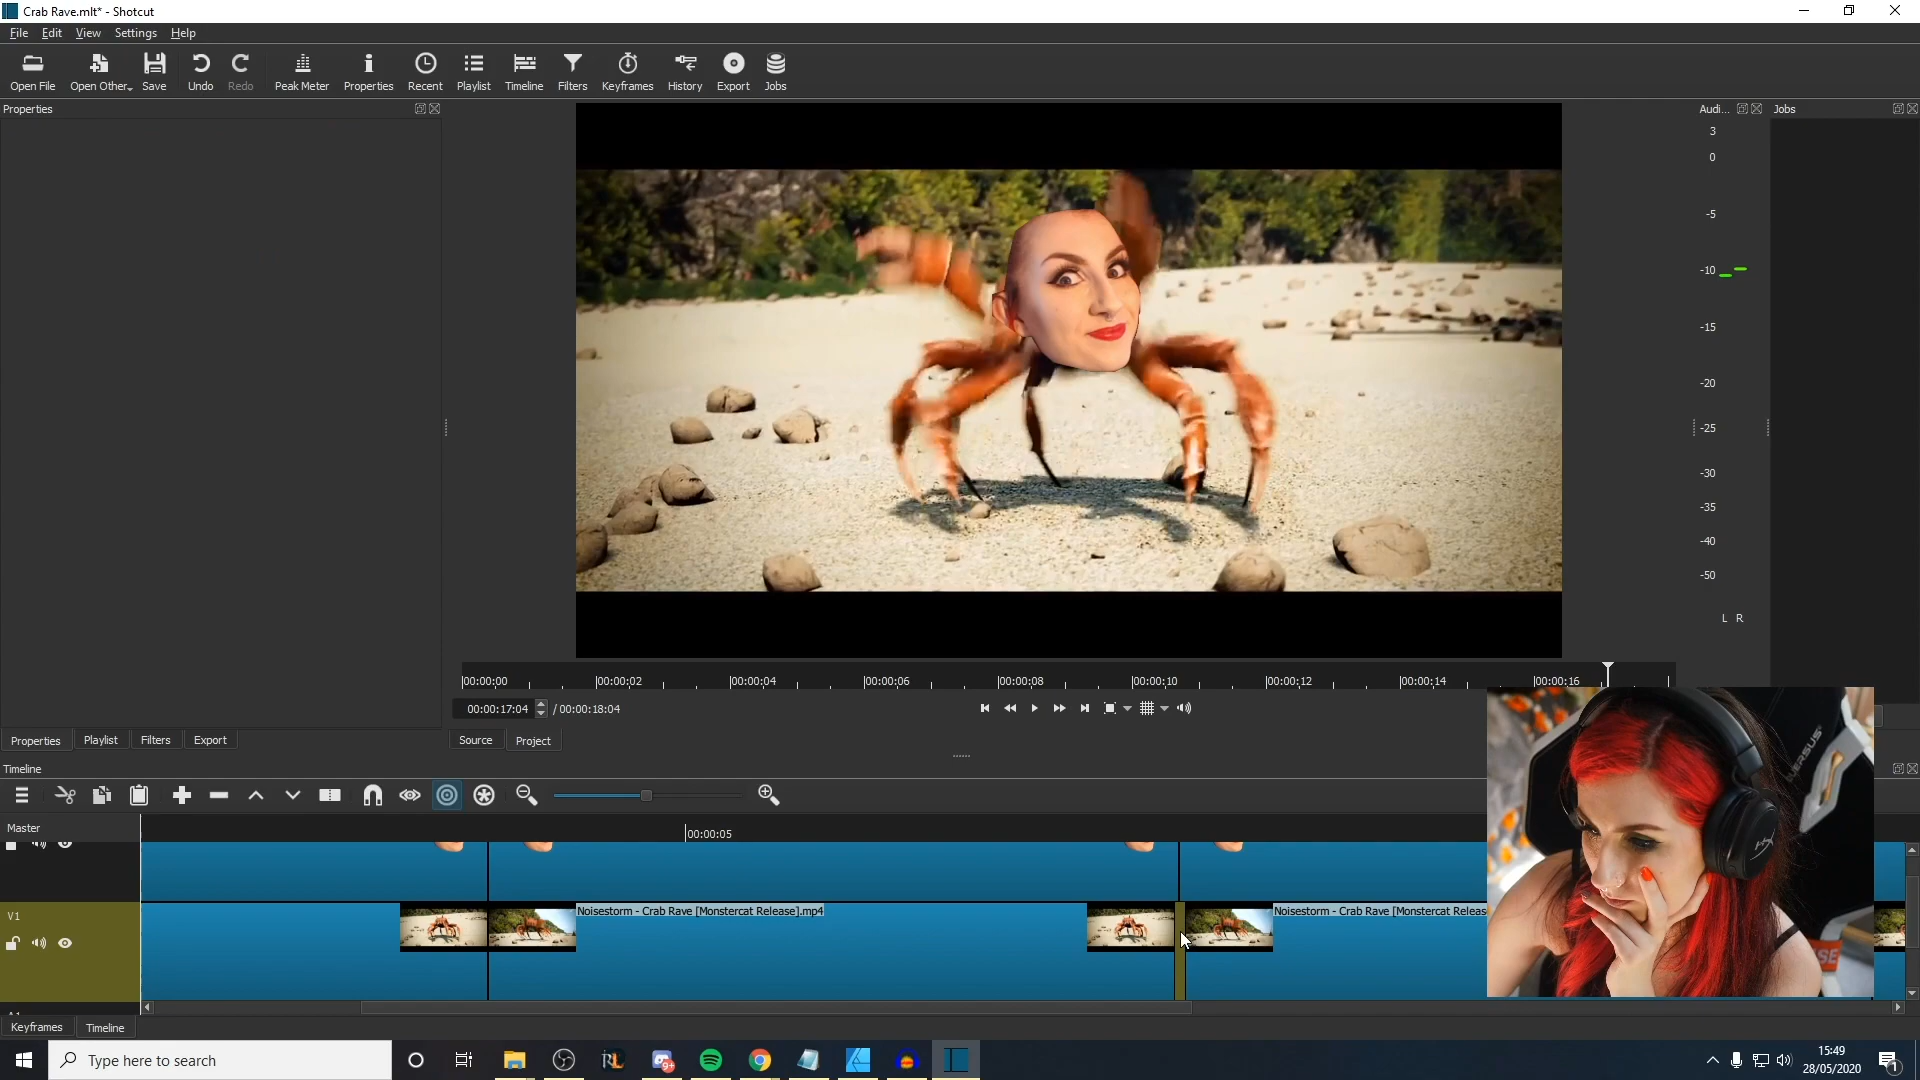 Crab Rave.mlt* - Shotcut
File Edit View Settings Help
Open File Open Other Save Undo Redo Peak Meter Properties Recent Playlist Timeline Filters Keyframes History Export Jobs
Properties
Audi...
Jobs
3
0
-5
-10
-15
-20
-25
-30
-35
-40
-45
-50
L R
00:00:00 00:00:02 00:00:04 00:00:06 00:00:08 00:00:10 00:00:12 00:00:14 00:00:16
00:00:17:04 / 00:00:18:04
Properties Playlist Filters Export
Source Project
Timeline
Master
00:00:05
V1
Noisestorm - Crab Rave [Monstercat Release].mp4
Noisestorm - Crab Rave [Monstercat Releas
VERSUS
Keyframes Timeline
Type here to search
9+
15:49
28/05/2020
1